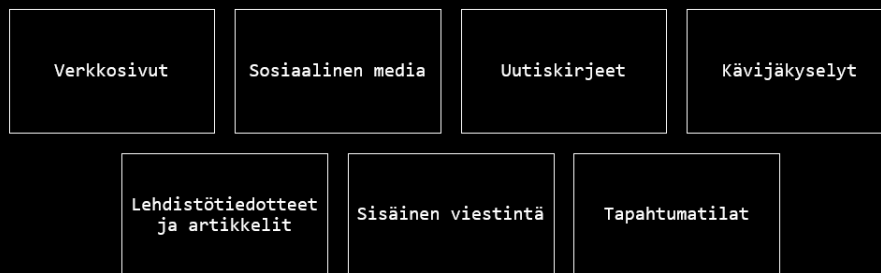 Verkkosivut
Sosiaalinen media
Uutiskirjeet
Kävijäkyselyt
Lehdistötiedotteet
ja artikkelit
Sisäinen viestintä
Tapahtumatilat